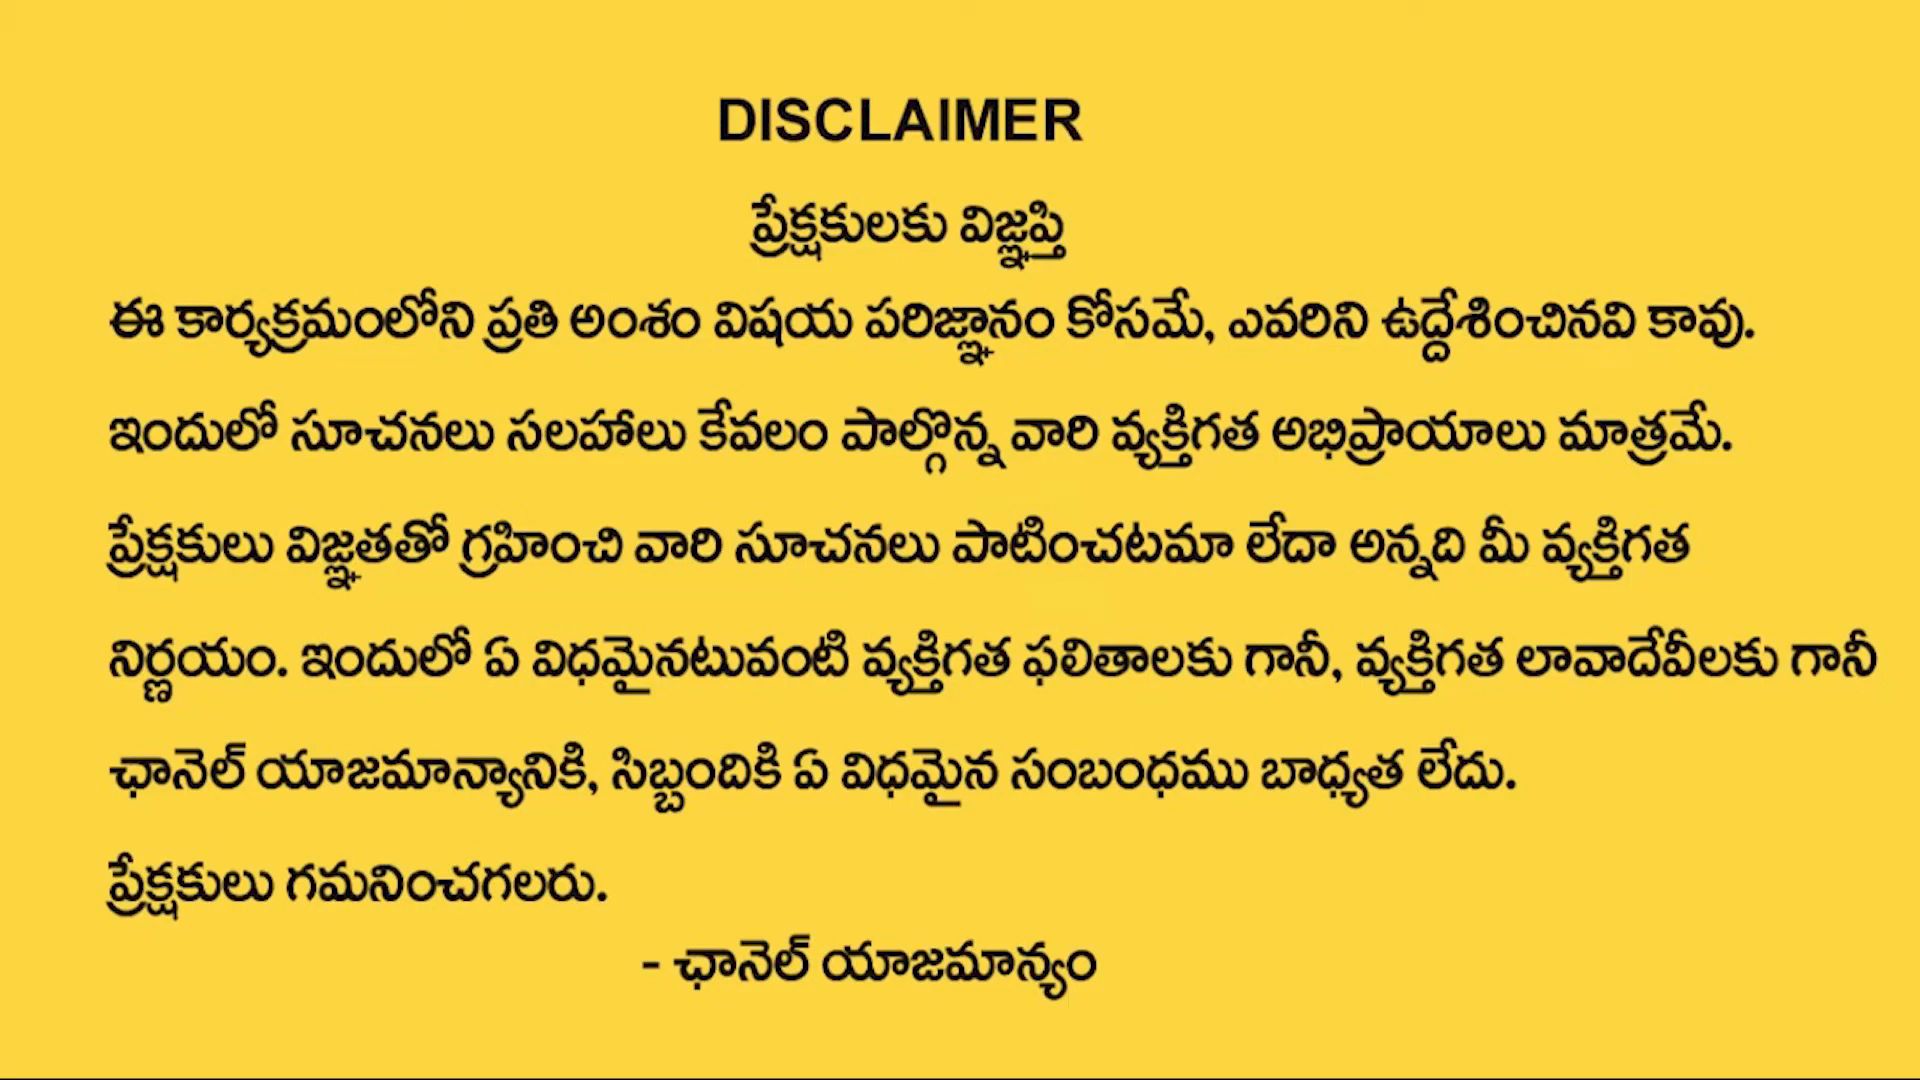 DISCLAIMER
ప్రేక్షకులకు విజ్ఞప్తి
ఈ కార్యక్రమంలోని ప్రతి అంశం విషయ పరిజ్ఞానం కోసమే, ఎవరిని ఉద్దేశించినవి కావు.
ఇందులో సూచనలు సలహాలు కేవలం పాల్గొన్న వారి వ్యక్తిగత అభిప్రాయాలు మాత్రమే.
ప్రేక్షకులు విజ్ఞతతో గ్రహించి వారి సూచనలు పాటించటమా లేదా అన్నది మీ వ్యక్తిగత
నిర్ణయం. ఇందులో ఏ విధమైనటువంటి వ్యక్తిగత ఫలితాలకు గానీ, వ్యక్తిగత లావాదేవీలకు గానీ
ఛానెల్ యాజమాన్యానికి, సిబ్బందికి ఏ విధమైన సంబంధము బాధ్యత లేదు.
ప్రేక్షకులు గమనించగలరు.
- ఛానెల్ యాజమాన్యం